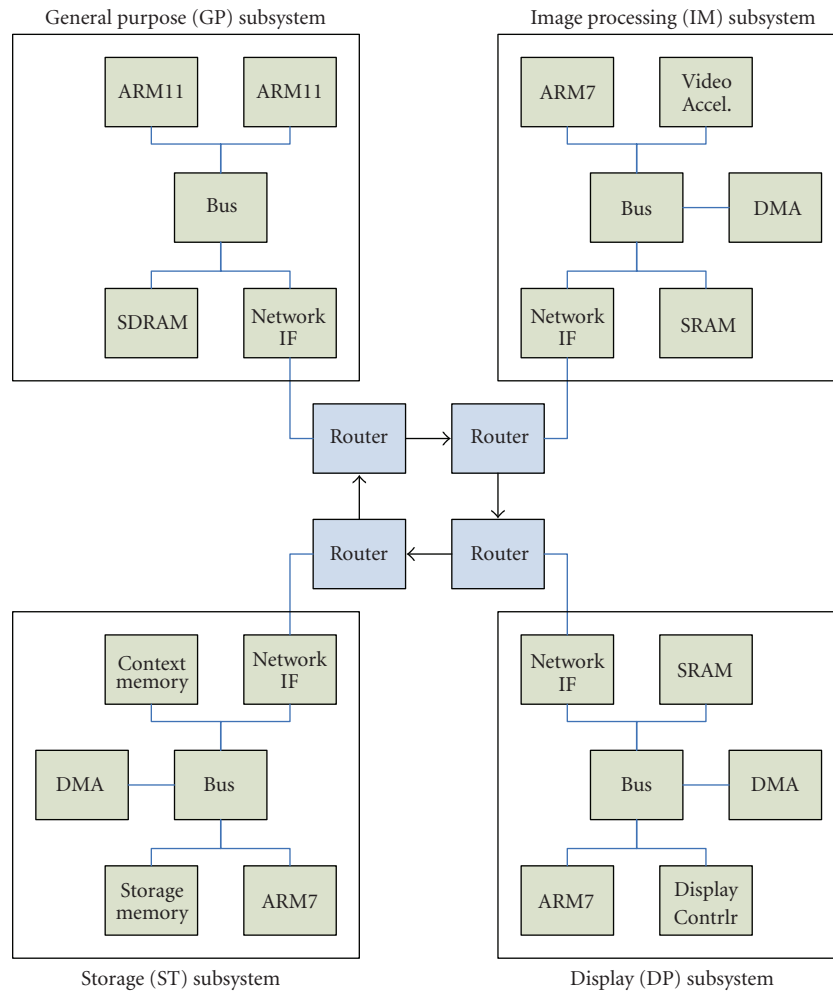 General purpose (GP) subsystem
ARM11
ARM11
Bus
SDRAM
Network
IF
Image processing (IM) subsystem
ARM7
Video
Accel.
Bus
DMA
Network
IF
SRAM
Router
Router
Router
Router
Context
memory
Network
IF
DMA
Bus
Storage
memory
ARM7
Storage (ST) subsystem
Network
IF
SRAM
Bus
DMA
ARM7
Display
Contrlr
Display (DP) subsystem